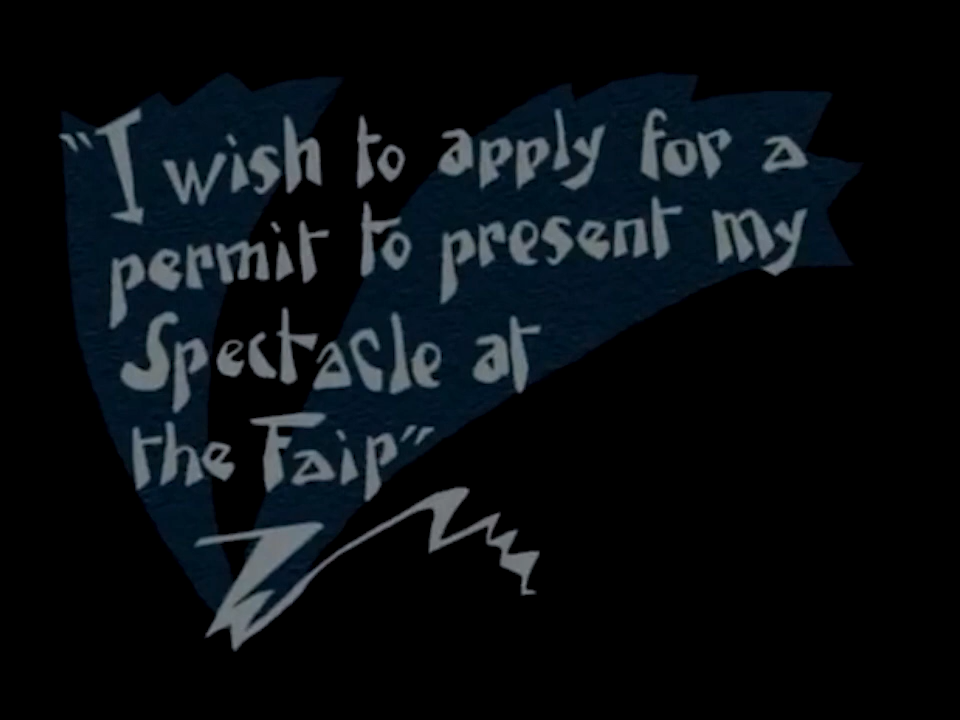 "I wish to apply for a
permit to present my
Spectacle at
the Fair"